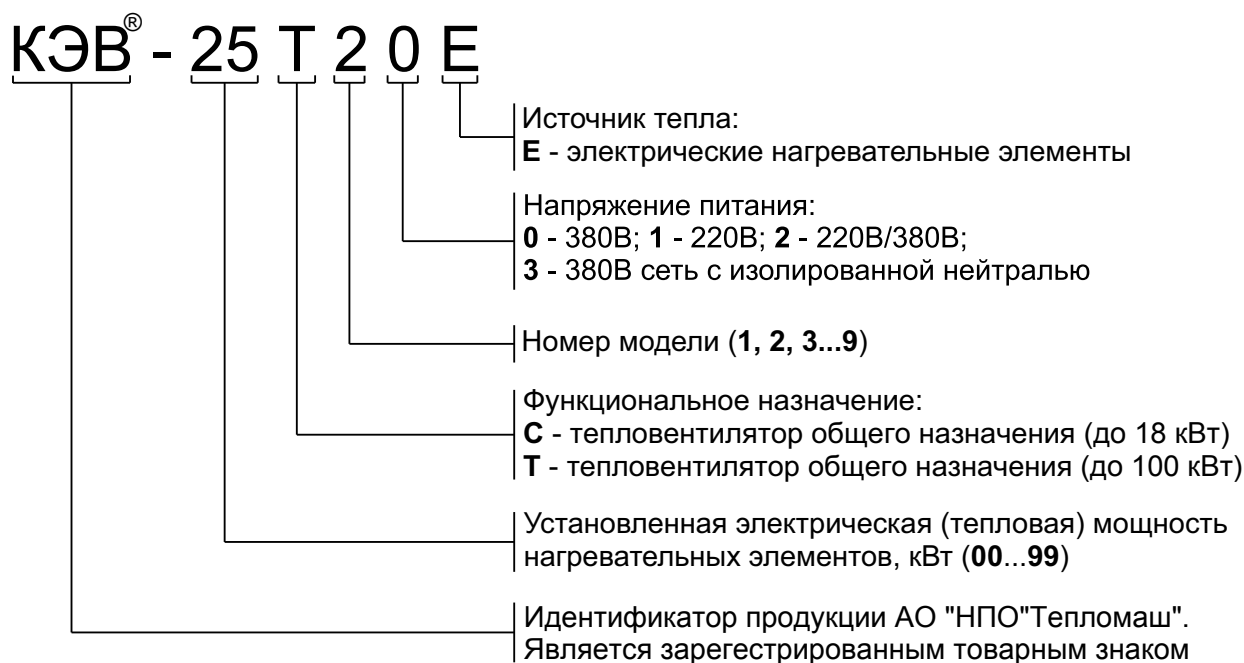 КЭВ® - 25 Т 2 0 Е
Источник тепла:
Е - электрические нагревательные элементы
Напряжение питания:
0 - 380В; 1 - 220В; 2 - 220В/380В;
3 - 380В сеть с изолированной нейтралью
Номер модели (1, 2, 3...9)
Функциональное назначение:
С - тепловентилятор общего назначения (до 18 кВт)
Т - тепловентилятор общего назначения (до 100 кВт)
Установленная электрическая (тепловая) мощность
нагревательных элементов, кВт (00...99)
Идентификатор продукции АО "НПО"Тепломаш".
Является зарегестрированным товарным знаком